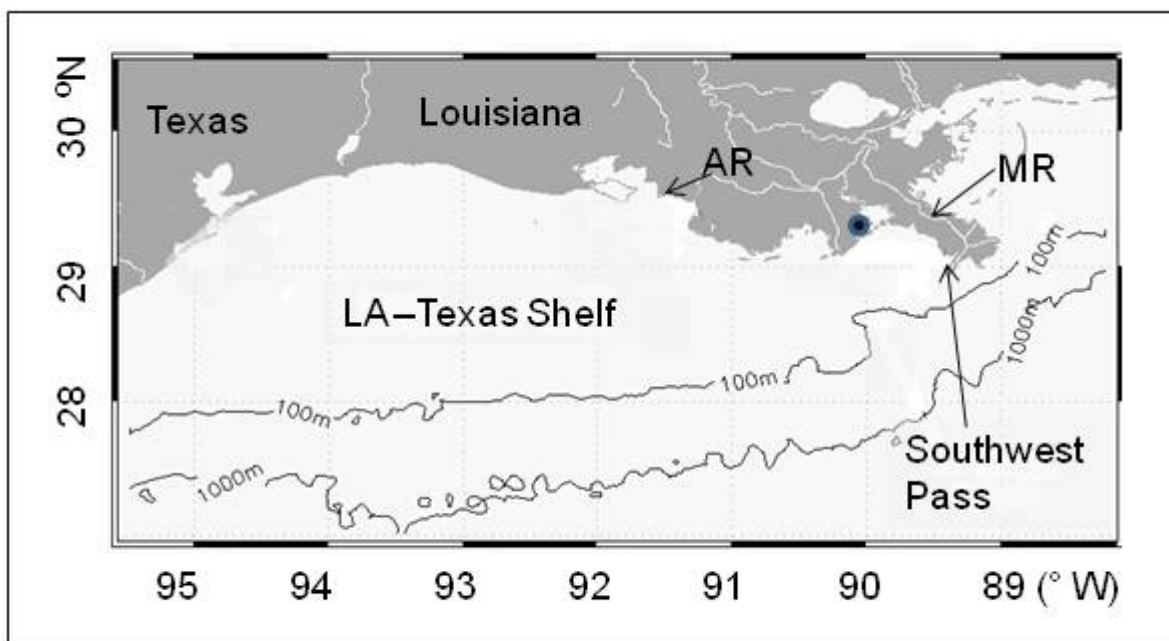 °N
30
29
28
Texas
Louisiana
AR
MR
LA–Texas Shelf
100m
100m
100m
1000m
1000m
Southwest
Pass
95 94 93 92 91 90 89 (° W)